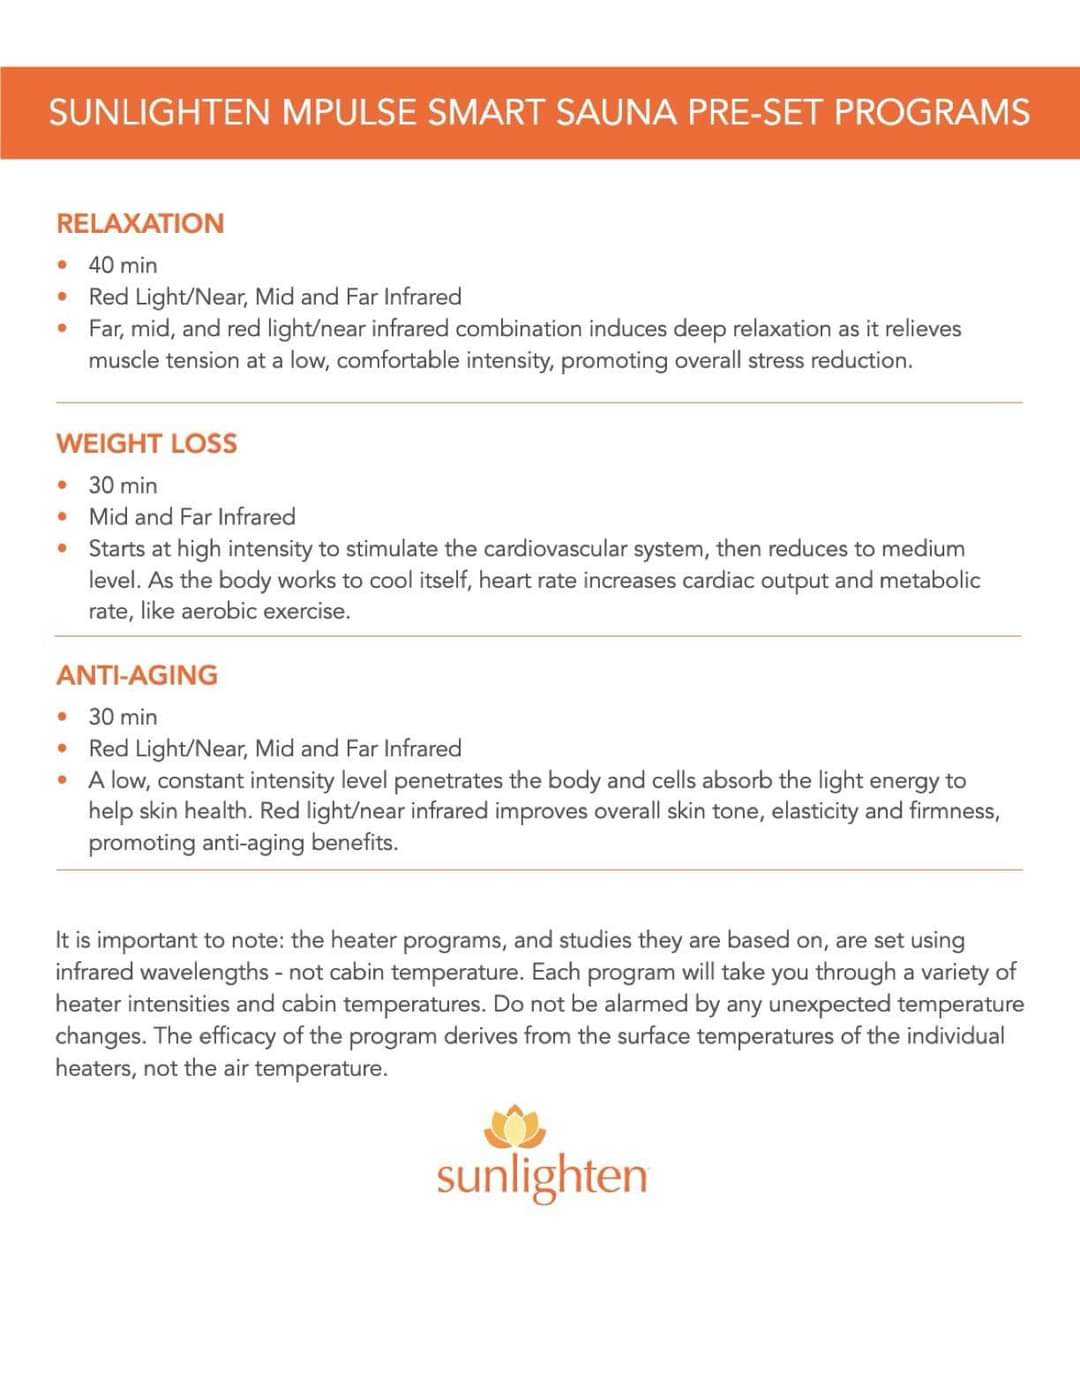 SUNLIGHTEN MPULSE SMART SAUNA PRE-SET PROGRAMS
RELAXATION
• 40 min
• Red Light/Near, Mid and Far Infrared
• Far, mid, and red light/near infrared combination induces deep relaxation as it relieves
muscle tension at a low, comfortable intensity, promoting overall stress reduction.
WEIGHT LOSS
• 30 min
• Mid and Far Infrared
• Starts at high intensity to stimulate the cardiovascular system, then reduces to medium
level. As the body works to cool itself, heart rate increases cardiac output and metabolic
rate, like aerobic exercise.
ANTI-AGING
• 30 min
• Red Light/Near, Mid and Far Infrared
• A low, constant intensity level penetrates the body and cells absorb the light energy to
help skin health. Red light/near infrared improves overall skin tone, elasticity and firmness,
promoting anti-aging benefits.
It is important to note: the heater programs, and studies they are based on, are set using
infrared wavelengths - not cabin temperature. Each program will take you through a variety of
heater intensities and cabin temperatures. Do not be alarmed by any unexpected temperature
changes. The efficacy of the program derives from the surface temperatures of the individual
heaters, not the air temperature.
sunlighten